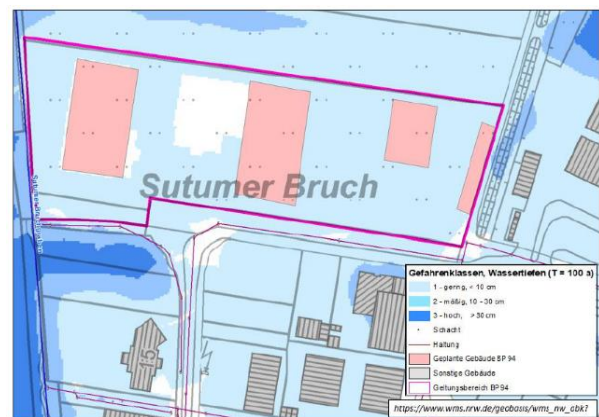 Sutumer Bruch
15
Gefahrenklassen, Wassertiefen (T = 100 a)
1 - gering, < 10 cm
2 - mäßig, 10 - 30 cm
3 - hoch, > 30 cm
Schacht
Haltung
Geplante Gebäude BP 94
Sonstige Gebäude
Geltungsbereich BP 94
https://www.wms.nrw.de/geobasis/wms_nw_abk?